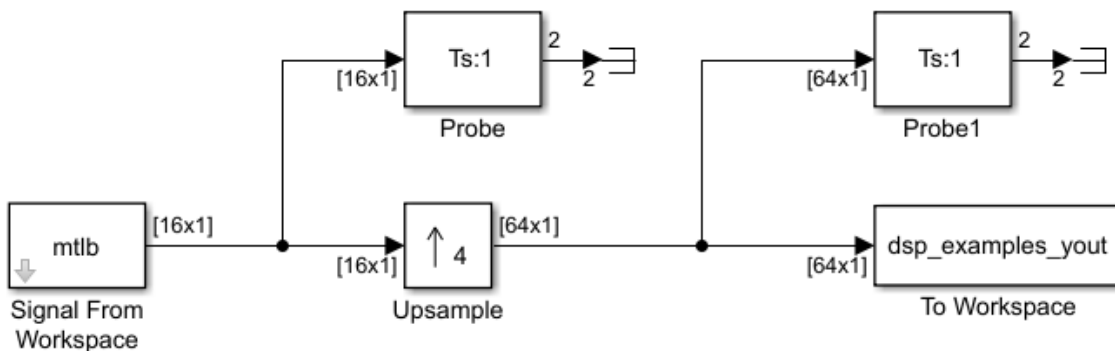 Ts:1
2
2
[16x1]
Probe
Ts:1
2
2
[64x1]
Probe1
mtlb
[16x1]
Signal From
Workspace
[16x1]
↑ 4
[64x1]
Upsample
[64x1]
dsp_examples_yout
To Workspace